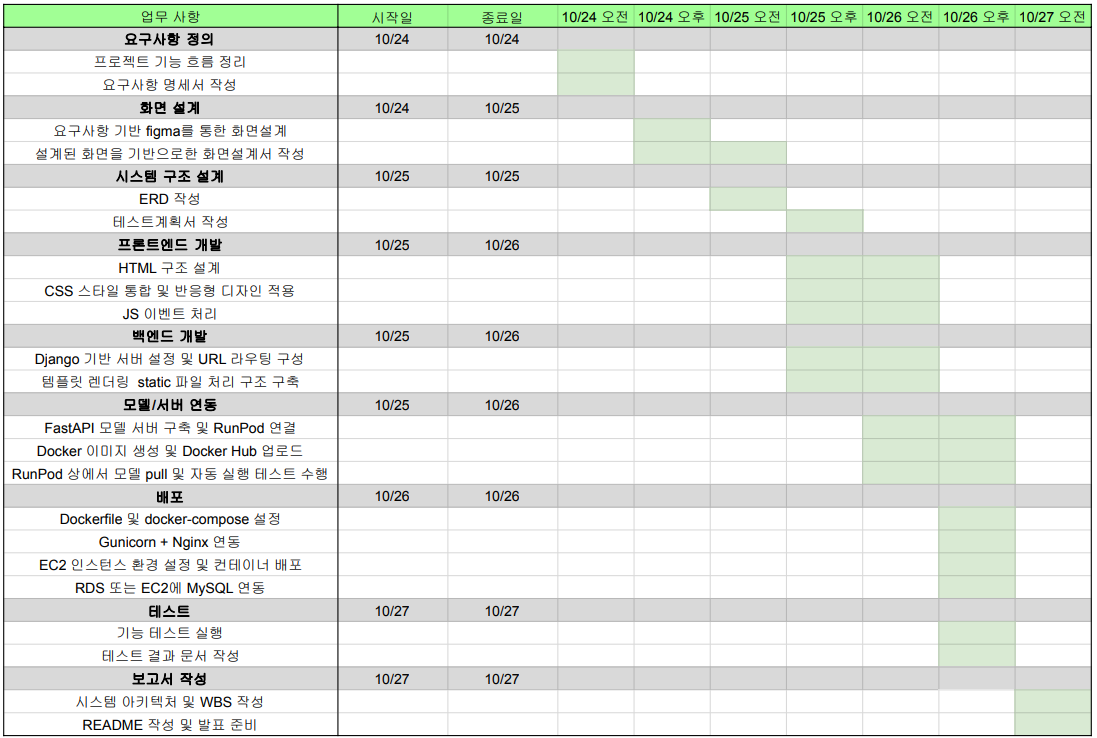 업무 사항 시작일 종료일 10/24 오전 10/24 오후 10/25 오전 10/25 오후 10/26 오전 10/26 오후 10/27 오전
요구사항 정의 10/24 10/24
프로젝트 기능 흐름 정리
요구사항 명세서 작성
화면 설계 10/24 10/25
요구사항 기반 figma를 통한 화면설계
설계된 화면을 기반으로한 화면설계서 작성
시스템 구조 설계 10/25 10/25
ERD 작성
테스트계획서 작성
프론트엔드 개발 10/25 10/26
HTML 구조 설계
CSS 스타일 통합 및 반응형 디자인 적용
JS 이벤트 처리
백엔드 개발 10/25 10/26
Django 기반 서버 설정 및 URL 라우팅 구성
템플릿 렌더링 static 파일 처리 구조 구축
모델/서버 연동 10/25 10/26
FastAPI 모델 서버 구축 및 RunPod 연결
Docker 이미지 생성 및 Docker Hub 업로드
RunPod 상에서 모델 pull 및 자동 실행 테스트 수행
배포 10/26 10/26
Dockerfile 및 docker-compose 설정
Gunicorn + Nginx 연동
EC2 인스턴스 환경 설정 및 컨테이너 배포
RDS 또는 EC2에 MySQL 연동
테스트 10/27 10/27
기능 테스트 실행
테스트 결과 문서 작성
보고서 작성 10/27 10/27
시스템 아키텍처 및 WBS 작성
README 작성 및 발표 준비